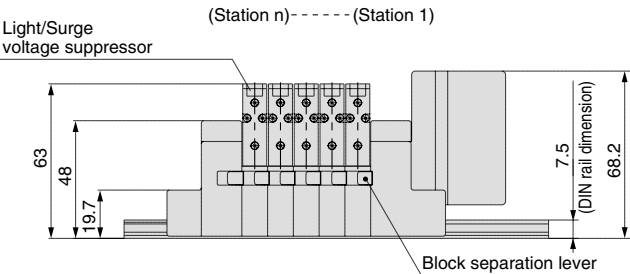 (Station n)------(Station 1)
Light/Surge
voltage suppressor
63
48
19.7
7.5
(DIN rail dimension)
68.2
Block separation lever